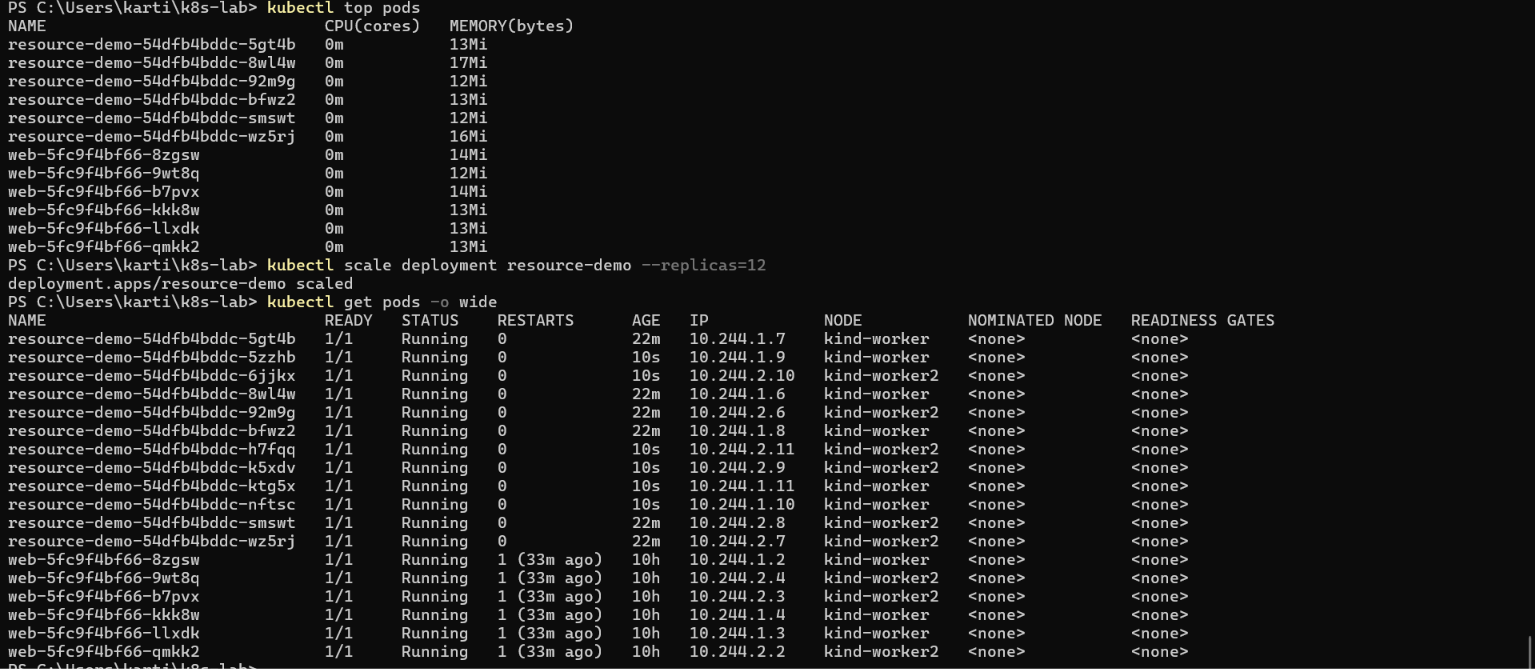 PS C:\Users\karti\k8s-lab> kubectl top pods
NAME                             CPU(cores)   MEMORY(bytes)
resource-demo-54dfb4bddc-5gt4b   0m           13Mi
resource-demo-54dfb4bddc-8wl4w   0m           17Mi
resource-demo-54dfb4bddc-92m9g   0m           12Mi
resource-demo-54dfb4bddc-bfwz2   0m           13Mi
resource-demo-54dfb4bddc-smswt   0m           12Mi
resource-demo-54dfb4bddc-wz5rj   0m           16Mi
web-5fc9f4bf66-8zgsw             0m           14Mi
web-5fc9f4bf66-9wt8q             0m           12Mi
web-5fc9f4bf66-b7pvx             0m           14Mi
web-5fc9f4bf66-kkk8w             0m           13Mi
web-5fc9f4bf66-llxdk             0m           13Mi
web-5fc9f4bf66-qmkk2             0m           13Mi
PS C:\Users\karti\k8s-lab> kubectl scale deployment resource-demo --replicas=12
deployment.apps/resource-demo scaled
PS C:\Users\karti\k8s-lab> kubectl get pods -o wide
NAME                             READY   STATUS    RESTARTS      AGE   IP            NODE           NOMINATED NODE   READINESS GATES
resource-demo-54dfb4bddc-5gt4b   1/1     Running   0             22m   10.244.1.7    kind-worker    <none>           <none>
resource-demo-54dfb4bddc-5zzhb   1/1     Running   0             10s   10.244.1.9    kind-worker    <none>           <none>
resource-demo-54dfb4bddc-6jjkx   1/1     Running   0             10s   10.244.2.10   kind-worker2   <none>           <none>
resource-demo-54dfb4bddc-8wl4w   1/1     Running   0             22m   10.244.1.6    kind-worker    <none>           <none>
resource-demo-54dfb4bddc-92m9g   1/1     Running   0             22m   10.244.2.6    kind-worker2   <none>           <none>
resource-demo-54dfb4bddc-bfwz2   1/1     Running   0             22m   10.244.1.8    kind-worker    <none>           <none>
resource-demo-54dfb4bddc-h7fqq   1/1     Running   0             10s   10.244.2.11   kind-worker2   <none>           <none>
resource-demo-54dfb4bddc-k5xdv   1/1     Running   0             10s   10.244.2.9    kind-worker2   <none>           <none>
resource-demo-54dfb4bddc-ktg5x   1/1     Running   0             10s   10.244.1.11   kind-worker    <none>           <none>
resource-demo-54dfb4bddc-nftsc   1/1     Running   0             10s   10.244.1.10   kind-worker    <none>           <none>
resource-demo-54dfb4bddc-smswt   1/1     Running   0             22m   10.244.2.8    kind-worker2   <none>           <none>
resource-demo-54dfb4bddc-wz5rj   1/1     Running   0             22m   10.244.2.7    kind-worker2   <none>           <none>
web-5fc9f4bf66-8zgsw             1/1     Running   1 (33m ago)   10h   10.244.1.2    kind-worker    <none>           <none>
web-5fc9f4bf66-9wt8q             1/1     Running   1 (33m ago)   10h   10.244.2.4    kind-worker2   <none>           <none>
web-5fc9f4bf66-b7pvx             1/1     Running   1 (33m ago)   10h   10.244.2.3    kind-worker2   <none>           <none>
web-5fc9f4bf66-kkk8w             1/1     Running   1 (33m ago)   10h   10.244.1.4    kind-worker    <none>           <none>
web-5fc9f4bf66-llxdk             1/1     Running   1 (33m ago)   10h   10.244.1.3    kind-worker    <none>           <none>
web-5fc9f4bf66-qmkk2             1/1     Running   1 (33m ago)   10h   10.244.2.2    kind-worker2   <none>           <none>
PS C:\Users\karti\k8s-lab>